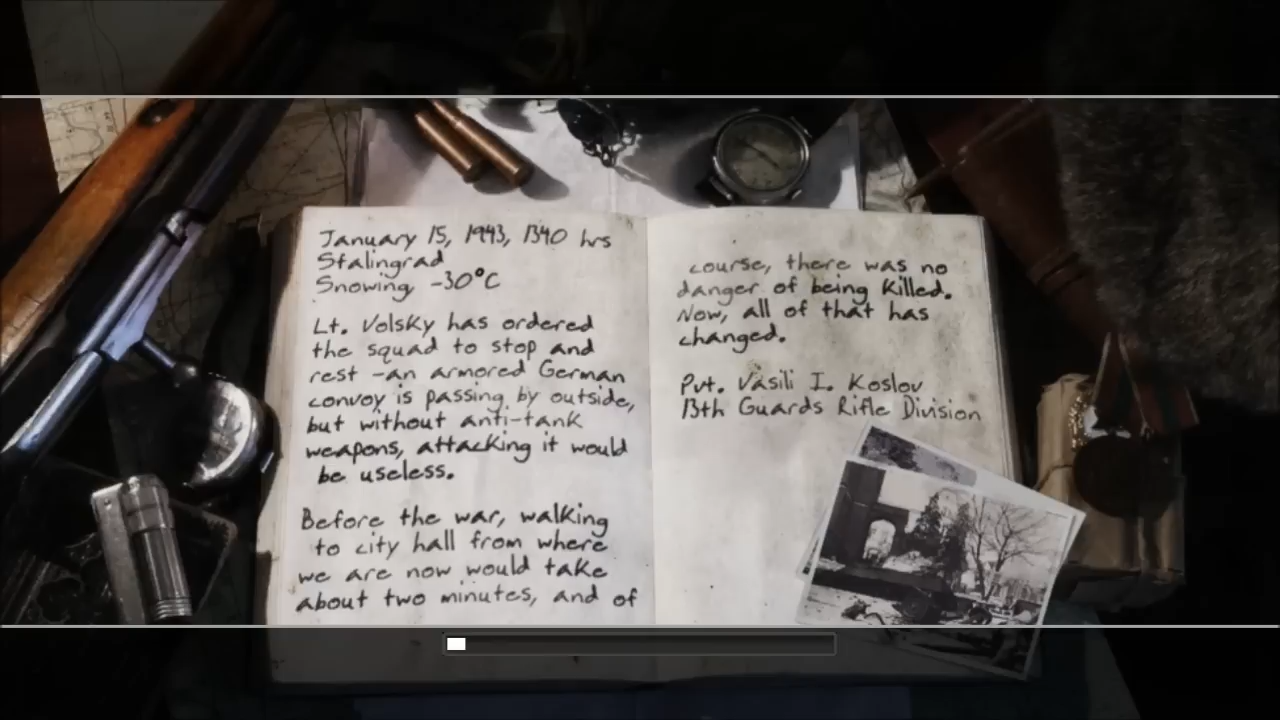 January 15, 1943, 1340 hrs
Stalingrad
Snowing -30°C
Lt. Volsky has ordered
the squad to stop and
rest -an armored German
convoy is passing by outside,
but without anti-tank
weapons, attacking it would
be useless.
Before the war, walking
to city hall from where
we are now would take
about two minutes, and of
course, there was no
danger of being killed.
Now, all of that has
changed.
Pvt. Vasili I. Koslov
13th Guards Rifle Division